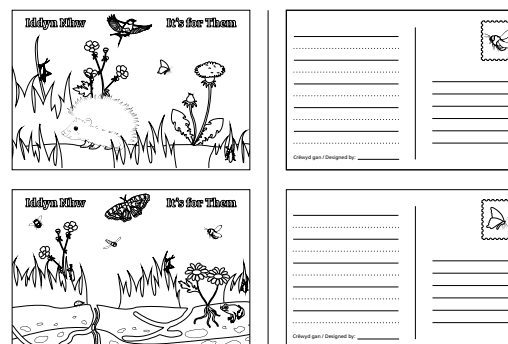 Iddyn Nhw It's for Them
Crëwyd gan / Designed by:
Iddyn Nhw It's for Them
Crëwyd gan / Designed by: